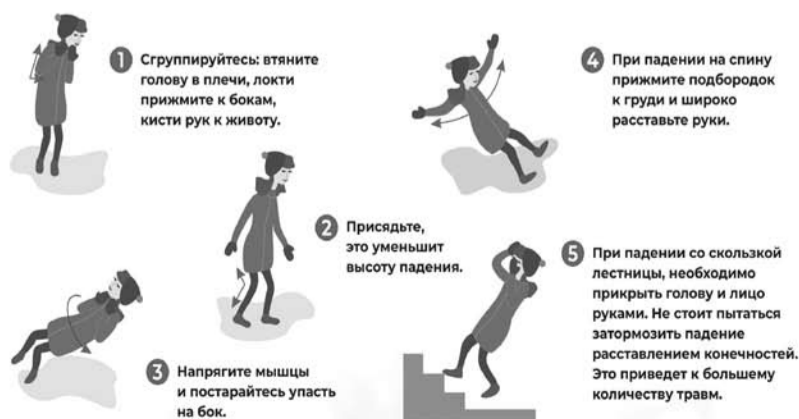 1 Сгруппируйтесь: втяните
голову в плечи, локти
прижмите к бокам,
кисти рук к животу.
2 Присядьте,
это уменьшит
высоту падения.
3 Напрягите мышцы
и постарайтесь упасть
на бок.
4 При падении на спину
прижмите подбородок
к груди и широко
расставьте руки.
5 При падении со скользкой
лестницы, необходимо
прикрыть голову и лицо
руками. Не стоит пытаться
затормозить падение
расставлением конечностей.
Это приведет к большему
количеству травм.